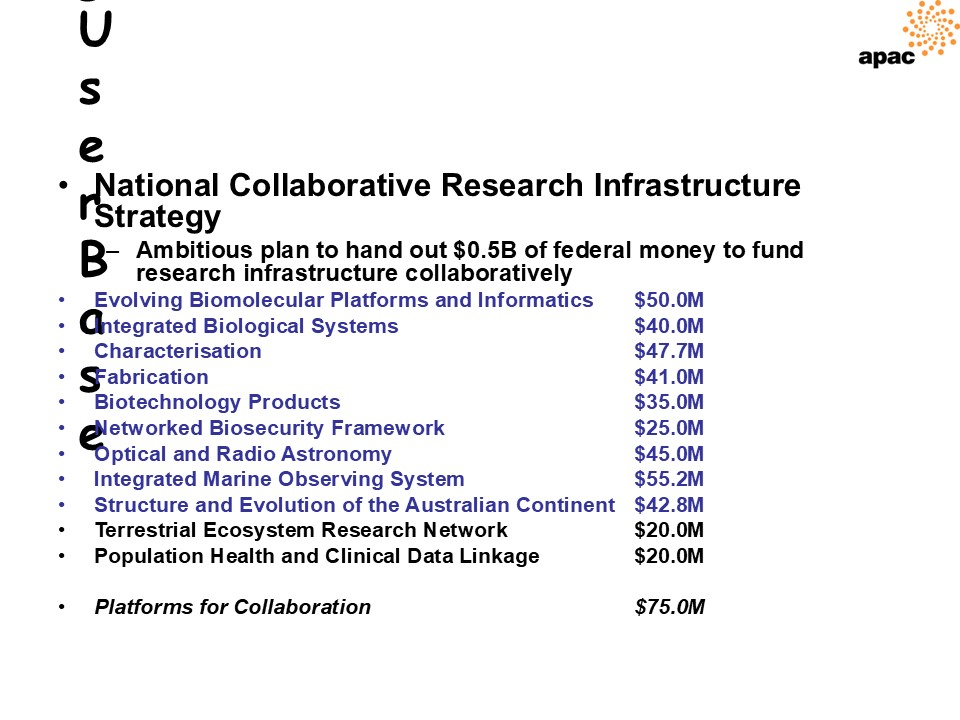 User Base
apac
• National Collaborative Research Infrastructure
Strategy
– Ambitious plan to hand out $0.5B of federal money to fund
research infrastructure collaboratively
• Evolving Biomolecular Platforms and Informatics $50.0M
• Integrated Biological Systems $40.0M
• Characterisation $47.7M
• Fabrication $41.0M
• Biotechnology Products $35.0M
• Networked Biosecurity Framework $25.0M
• Optical and Radio Astronomy $45.0M
• Integrated Marine Observing System $55.2M
• Structure and Evolution of the Australian Continent $42.8M
• Terrestrial Ecosystem Research Network $20.0M
• Population Health and Clinical Data Linkage $20.0M
• Platforms for Collaboration $75.0M